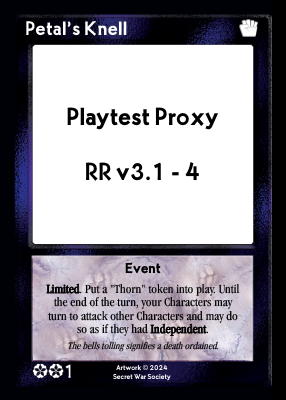 Petal's Knell
Playtest Proxy
RR v3.1 - 4
Event
Limited. Put a "Thorn" token into play. Until
the end of the turn, your Characters may
turn to attack other Characters and may do
so as if they had Independent.
The bells tolling signifies a death ordained.
1
Artwork © 2024
Secret War Society